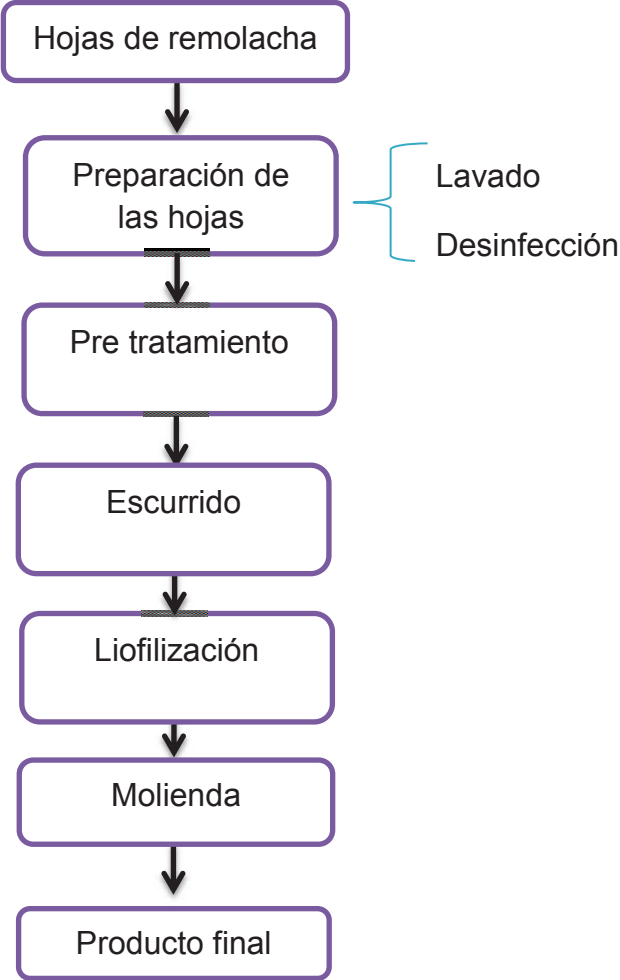 Hojas de remolacha
Preparación de
las hojas
Lavado
Desinfección
Pre tratamiento
Escurrido
Liofilización
Molienda
Producto final